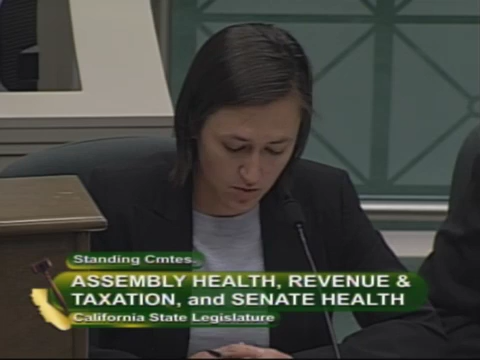 Standing Cmtes.
ASSEMBLY HEALTH, REVENUE &
TAXATION, and SENATE HEALTH
California State Legislature